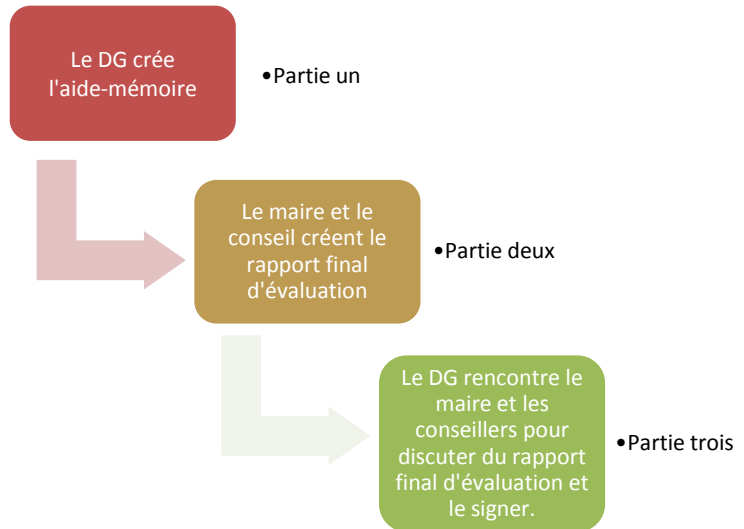 Le DG crée
l'aide-mémoire
•Partie un
Le maire et le
conseil créent le
rapport final
d'évaluation
•Partie deux
Le DG rencontre le
maire et les
conseillers pour
discuter du rapport
final d'évaluation et
le signer.
•Partie trois